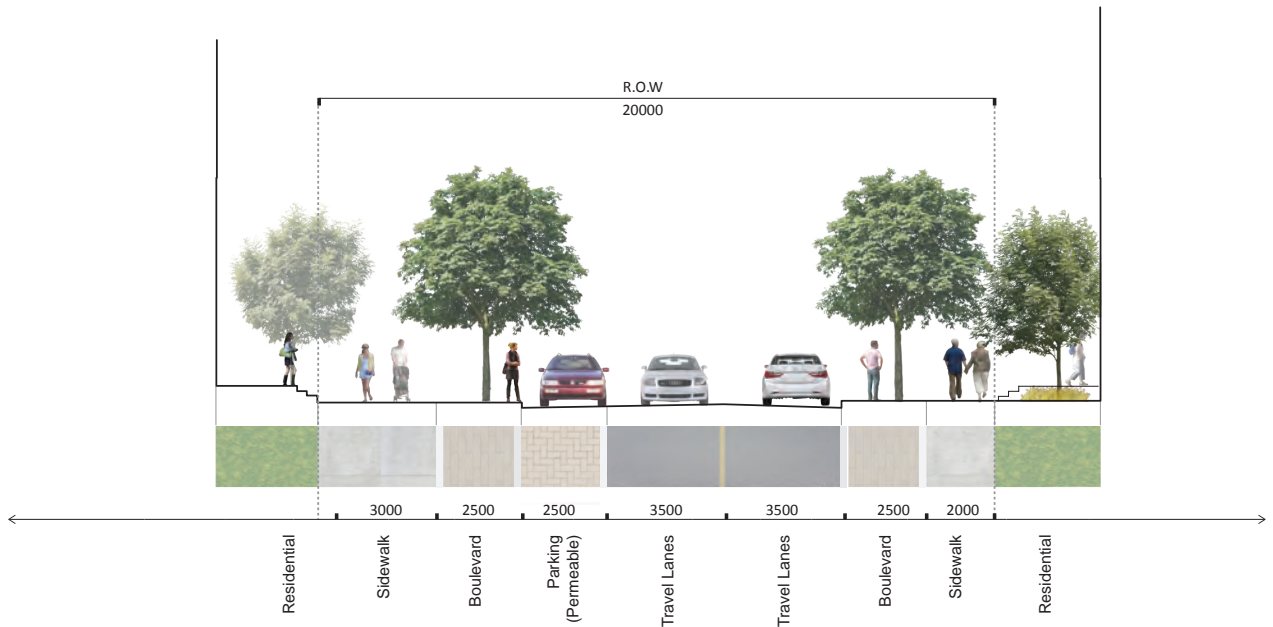 R.O.W
20000
3000
2500
2500
3500
3500
2500
2000
Residential
Sidewalk
Boulevard
Parking
(Permeable)
Travel Lanes
Travel Lanes
Boulevard
Sidewalk
Residential